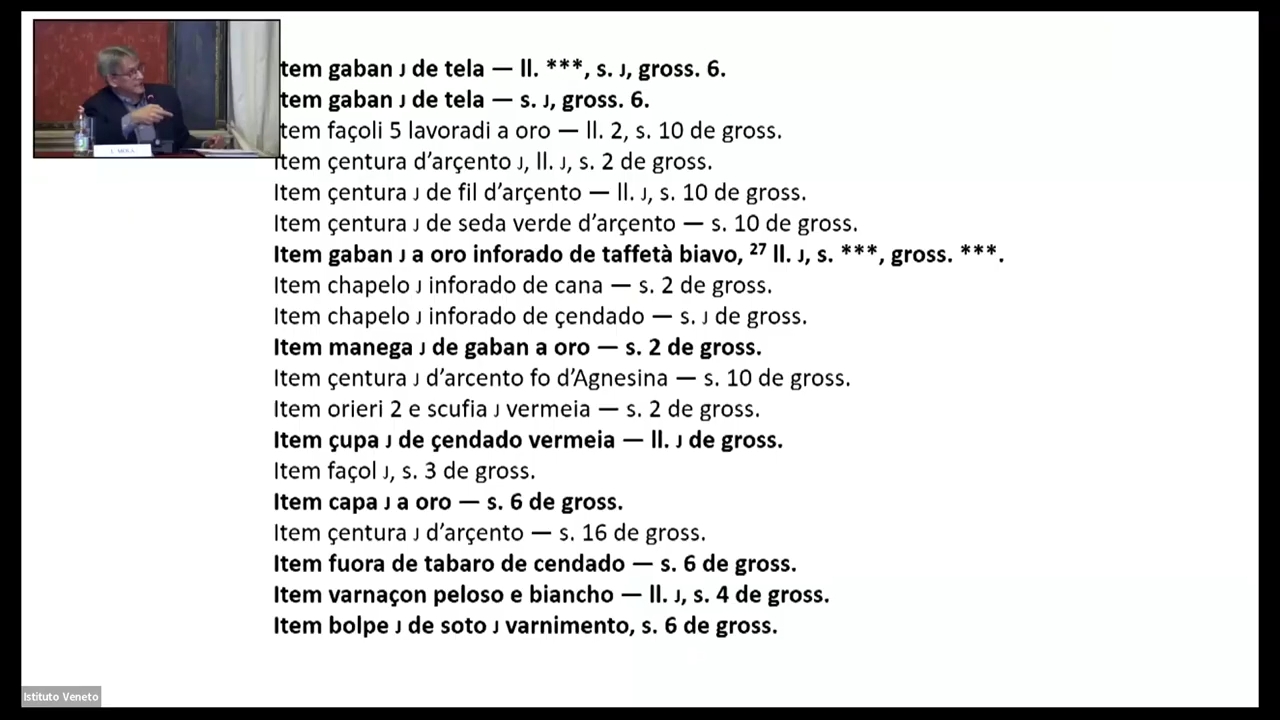 tem gaban ȷ de tela — ll. ***, s. ȷ, gross. 6.
tem gaban ȷ de tela — s. ȷ, gross. 6.
tem façoli 5 lavoradi a oro — ll. 2, s. 10 de gross.
Item çentura d’arçento ȷ, ll. ȷ, s. 2 de gross.
Item çentura ȷ de fil d’arçento — ll. ȷ, s. 10 de gross.
Item çentura ȷ de seda verde d’arçento — s. 10 de gross.
Item gaban ȷ a oro inforado de taffetà biavo, ²⁷ ll. ȷ, s. ***, gross. ***.
Item chapelo ȷ inforado de cana — s. 2 de gross.
Item chapelo ȷ inforado de çendado — s. ȷ de gross.
Item manega ȷ de gaban a oro — s. 2 de gross.
Item çentura ȷ d’arcento fo d’Agnesina — s. 10 de gross.
Item orieri 2 e scufia ȷ vermeia — s. 2 de gross.
Item çupa ȷ de çendado vermeia — ll. ȷ de gross.
Item façol ȷ, s. 3 de gross.
Item capa ȷ a oro — s. 6 de gross.
Item çentura ȷ d’arçento — s. 16 de gross.
Item fuora de tabaro de cendado — s. 6 de gross.
Item varnaçon peloso e biancho — ll. ȷ, s. 4 de gross.
Item bolpe ȷ de soto ȷ varnimento, s. 6 de gross.
Istituto Veneto